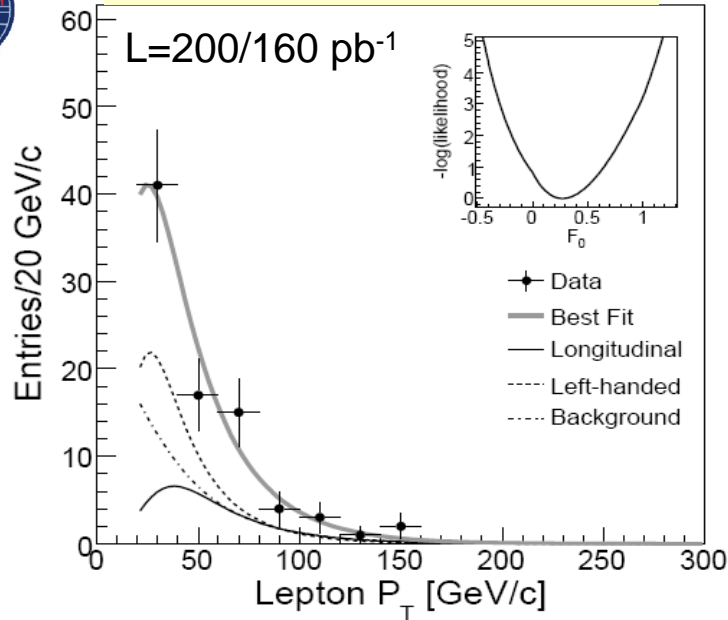 L=200/160 pb-1
60
50
40
30
20
10
0
Entries/20 GeV/c
0 50 100 150 200 250 300
Lepton PT [GeV/c]
5
4
3
2
1
0
-log(likelihood)
-0.5 0 0.5 1
F0
Data
Best Fit
Longitudinal
Left-handed
Background